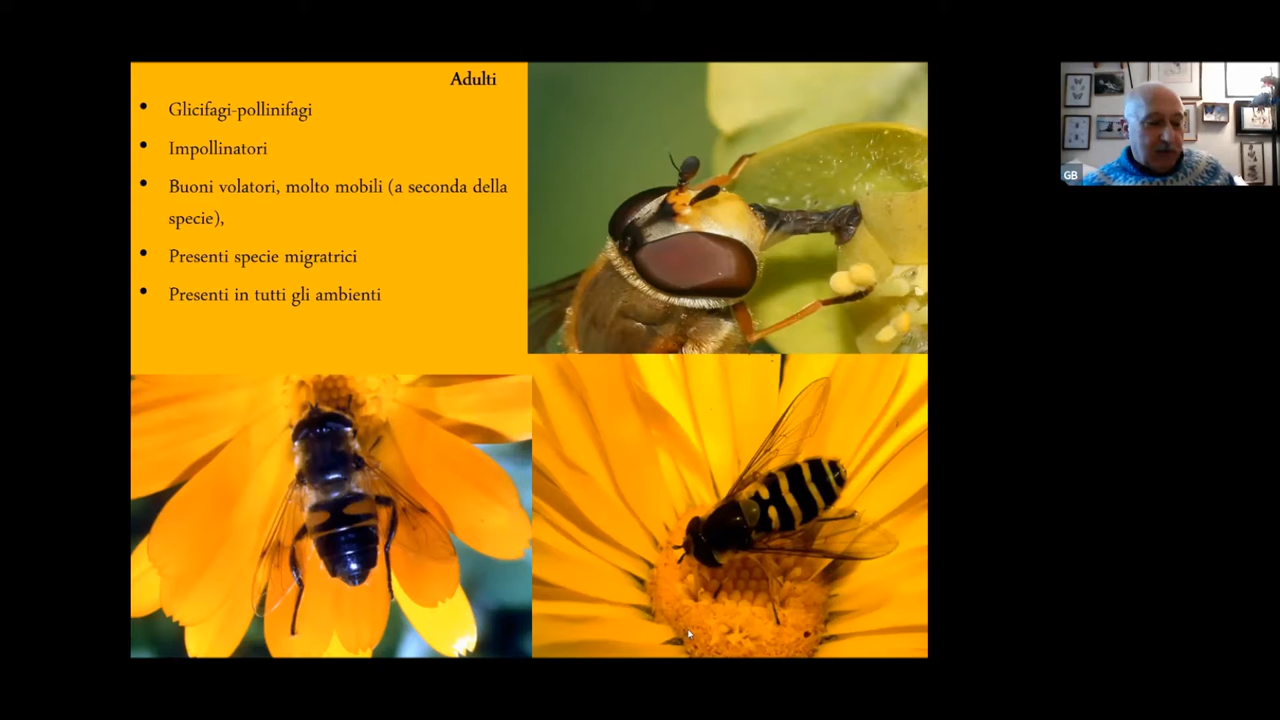 Adulti
• Glicifagi-pollinifagi
• Impollinatori
• Buoni volatori, molto mobili (a seconda della
specie),
• Presenti specie migratrici
• Presenti in tutti gli ambienti
GB